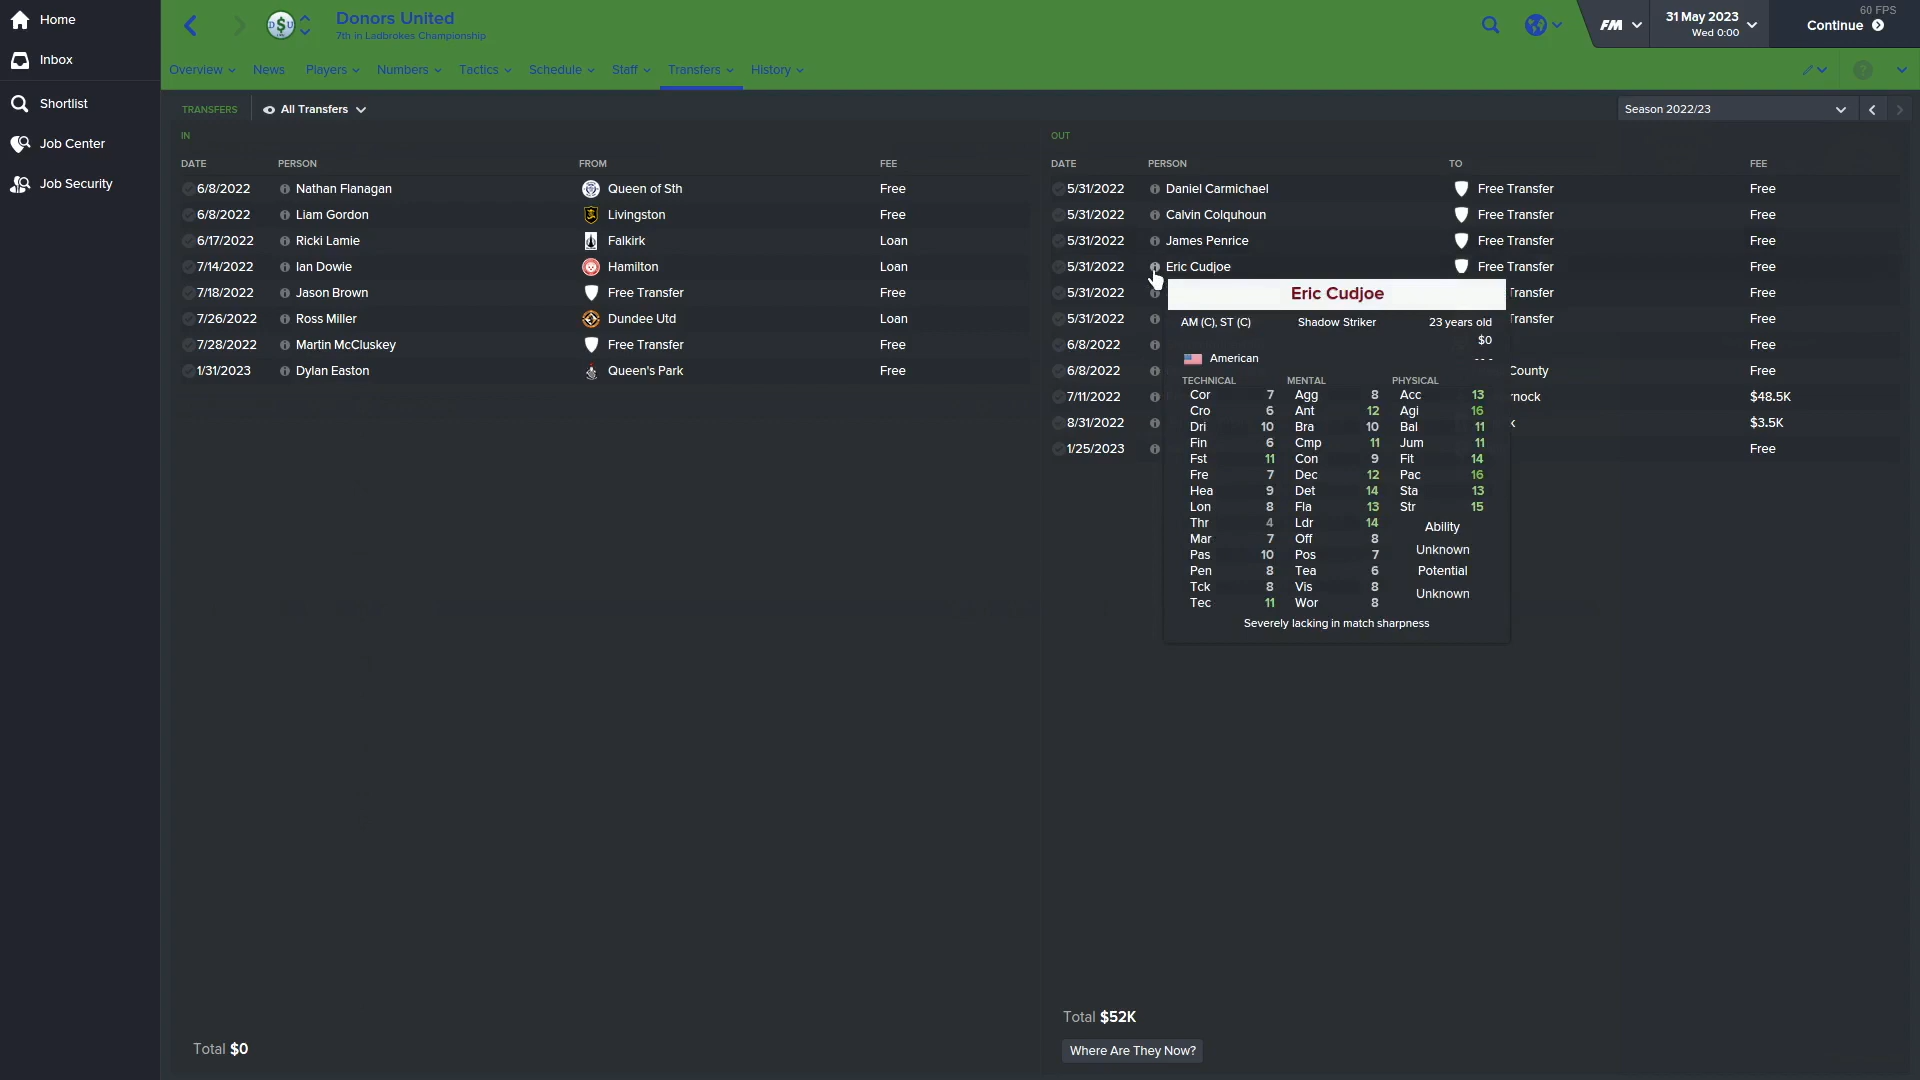 Home
Inbox
Shortlist
Job Center
Job Security
D$U
Donors United
7th in Ladbrokes Championship
FM
31 May 2023
Wed 0:00
60 FPS
Continue
Overview News Players Numbers Tactics Schedule Staff Transfers History
?
TRANSFERS All Transfers Season 2022/23
IN
DATE PERSON FROM FEE
6/8/2022 Nathan Flanagan Queen of Sth Free
6/8/2022 Liam Gordon Livingston Free
6/17/2022 Ricki Lamie Falkirk Loan
7/14/2022 Ian Dowie Hamilton Loan
7/18/2022 Jason Brown Free Transfer Free
7/26/2022 Ross Miller Dundee Utd Loan
7/28/2022 Martin McCluskey Free Transfer Free
1/31/2023 Dylan Easton Queen's Park Free
Total $0
OUT
DATE PERSON TO FEE
5/31/2022 Daniel Carmichael Free Transfer Free
5/31/2022 Calvin Colquhoun Free Transfer Free
5/31/2022 James Penrice Free Transfer Free
5/31/2022 Eric Cudjoe Free Transfer Free
5/31/2022 Transfer Free
5/31/2022 Transfer Free
6/8/2022 Free
6/8/2022 County Free
7/11/2022 rnock $48.5K
8/31/2022 k $3.5K
1/25/2023 Free
Eric Cudjoe
AM (C), ST (C) Shadow Striker 23 years old
$0
American - - -
TECHNICAL MENTAL PHYSICAL
Cor 7 Agg 8 Acc 13
Cro 6 Ant 12 Agi 16
Dri 10 Bra 10 Bal 11
Fin 6 Cmp 11 Jum 11
Fst 11 Con 9 Fit 14
Fre 7 Dec 12 Pac 16
Hea 9 Det 14 Sta 13
Lon 8 Fla 13 Str 15
Thr 4 Ldr 14
Mar 7 Off 8
Pas 10 Pos 7
Pen 8 Tea 6
Tck 8 Vis 8
Tec 11 Wor 8
Ability
Unknown
Potential
Unknown
Severely lacking in match sharpness
Total $52K
Where Are They Now?